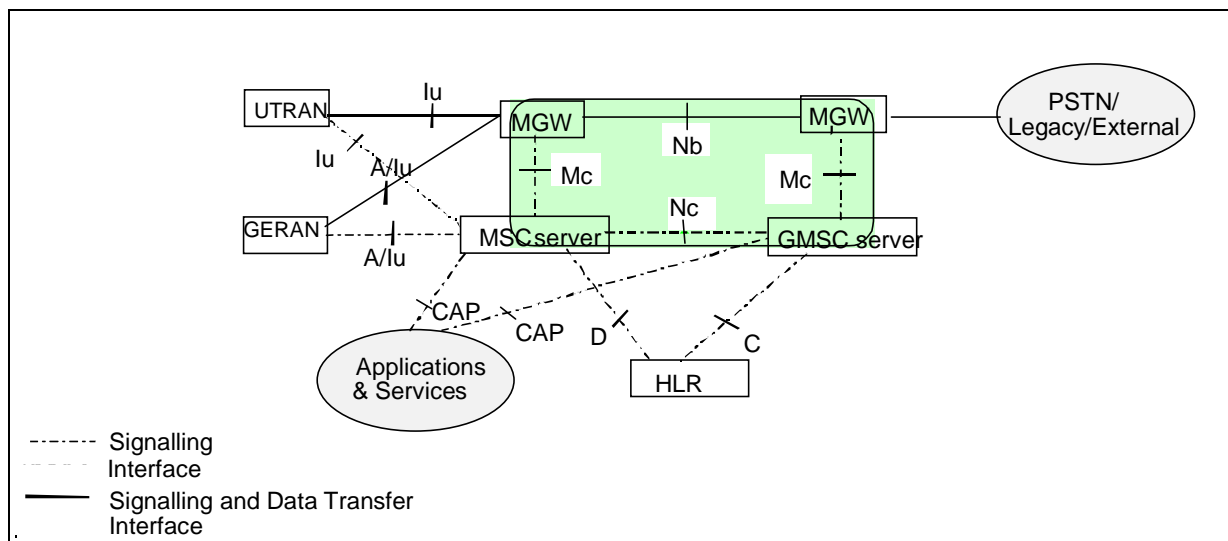 Iu
UTRAN
MGW
MGW
PSTN/
Legacy/External
Nb
Iu
A/Iu
Mc
Mc
Nc
GERAN
MSC server
GMSC server
A/Iu
CAP
CAP
D
C
Applications
& Services
HLR
Signalling
Interface
Signalling and Data Transfer
Interface